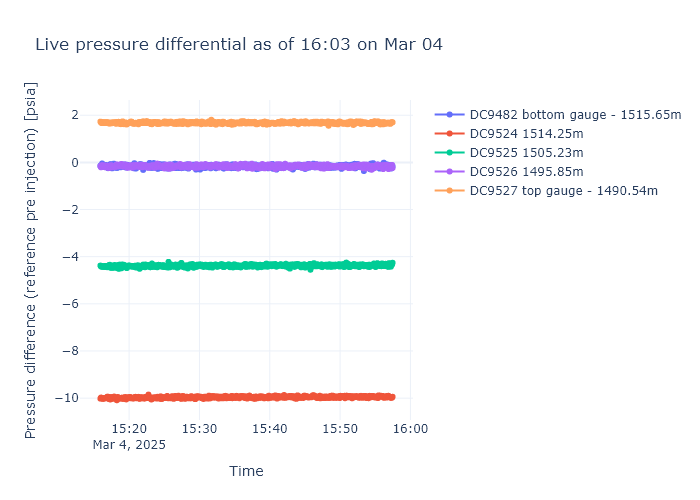 Live pressure differential as of 16:03 on Mar 04
Pressure difference (reference pre injection) [psia]
2
0
−2
−4
−6
−8
−10
15:20
15:30
15:40
15:50
16:00
Mar 4, 2025
Time
DC9482 bottom gauge - 1515.65m
DC9524 1514.25m
DC9525 1505.23m
DC9526 1495.85m
DC9527 top gauge - 1490.54m